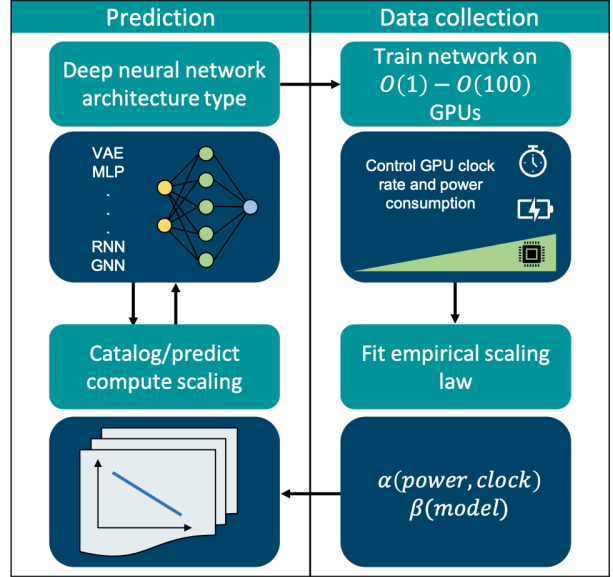 Prediction
Data collection
Deep neural network
architecture type
Train network on
O(1) − O(100)
GPUs
VAE
MLP
.
.
.
RNN
GNN
Control GPU clock
rate and power
consumption
Catalog/predict
compute scaling
Fit empirical scaling
law
α(power, clock)
β(model)